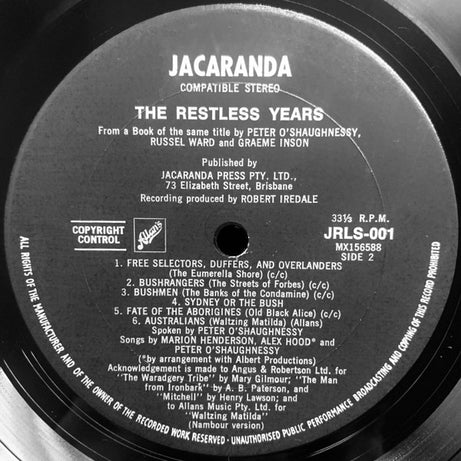 JACARANDA
COMPATIBLE STEREO
THE RESTLESS YEARS
From a Book of the same title by PETER O'SHAUGHNESSY,
RUSSEL WARD and GRAEME INSON
Published by
JACARANDA PRESS PTY. LTD.,
73 Elizabeth Street, Brisbane
Recording produced by ROBERT IREDALE
COPYRIGHT
CONTROL
Allan's
33⅓ R.P.M.
JRLS-001
MX156588
SIDE 2
1. FREE SELECTORS, DUFFERS, AND OVERLANDERS
(The Eumerella Shore) (c/c)
2. BUSHRANGERS (The Streets of Forbes) (c/c)
3. BUSHMEN (The Banks of the Condamine) (c/c)
4. SYDNEY OR THE BUSH
5. FATE OF THE ABORIGINES (Old Black Alice) (c/c)
6. AUSTRALIANS (Waltzing Matilda) (Allans)
Spoken by PETER O'SHAUGHNESSY
Songs by MARION HENDERSON, ALEX HOOD* and
PETER O'SHAUGHNESSY
(*by arrangement with Albert Productions)
Acknowledgement is made to Angus & Robertson Ltd. for
"The Waradgery Tribe" by Mary Gilmour; "The Man
from Ironbark" by A. B. Paterson, and
"Mitchell" by Henry Lawson; and
to Allans Music Pty. Ltd. for
"Waltzing Matilda"
(Nambour version)
ALL RIGHTS OF THE MANUFACTURER, AND OF THE OWNER OF THE RECORDED WORK RESERVED · UNAUTHORISED PUBLIC PERFORMANCE BROADCASTING AND COPYING OF THIS RECORD PROHIBITED